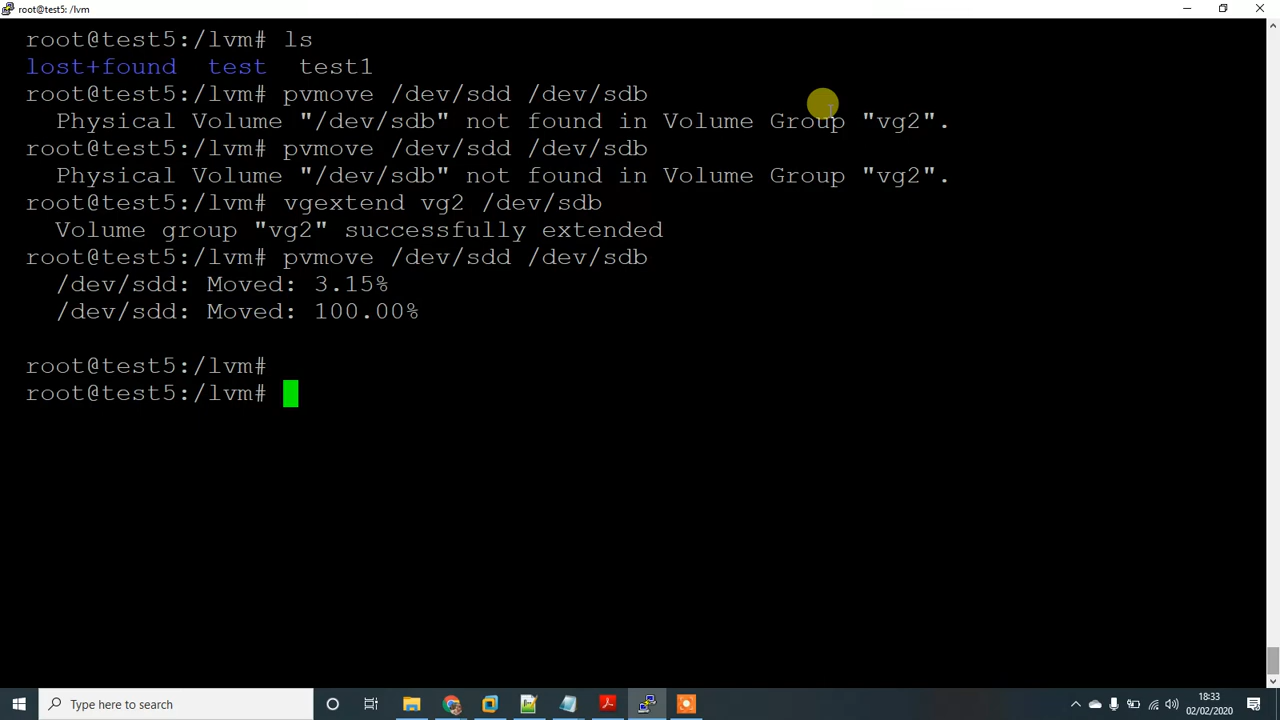 root@test5: /lvm
root@test5:/lvm# ls
lost+found  test  test1
root@test5:/lvm# pvmove /dev/sdd /dev/sdb
  Physical Volume "/dev/sdb" not found in Volume Group "vg2".
root@test5:/lvm# pvmove /dev/sdd /dev/sdb
  Physical Volume "/dev/sdb" not found in Volume Group "vg2".
root@test5:/lvm# vgextend vg2 /dev/sdb
  Volume group "vg2" successfully extended
root@test5:/lvm# pvmove /dev/sdd /dev/sdb
  /dev/sdd: Moved: 3.15%
  /dev/sdd: Moved: 100.00%
root@test5:/lvm#
root@test5:/lvm#
Type here to search
18:33
02/02/2020